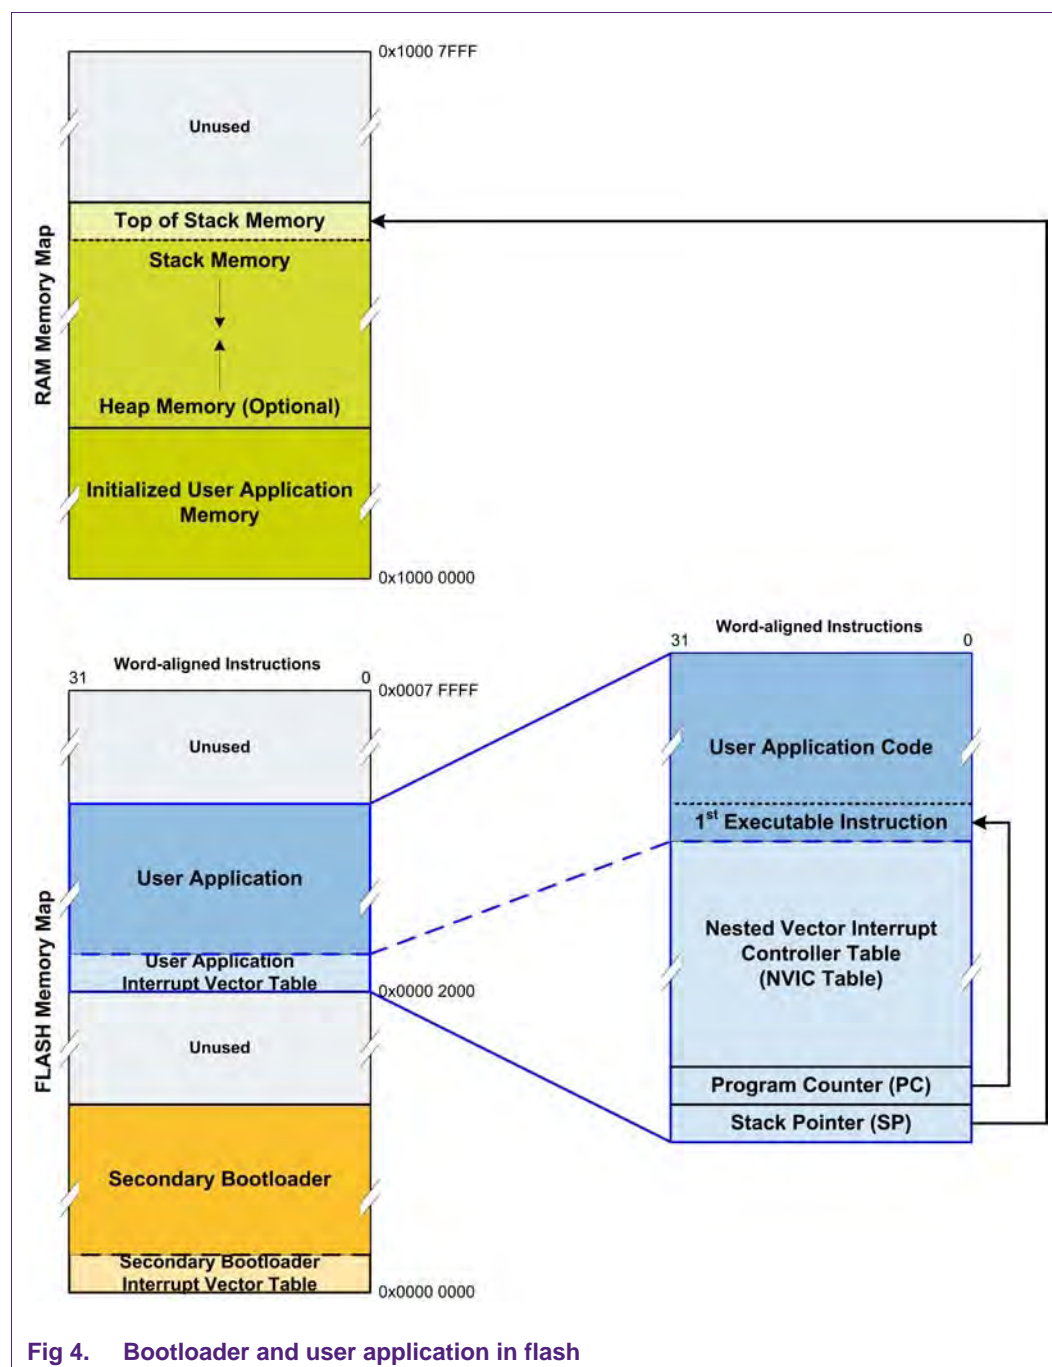 0x1000 7FFF
Unused
Top of Stack Memory
Stack Memory
RAM Memory Map
Heap Memory (Optional)
Initialized User Application
Memory
0x1000 0000
Word-aligned Instructions
31 0
0x0007 FFFF
Unused
User Application
FLASH Memory Map
User Application
Interrupt Vector Table
0x0000 2000
Unused
Secondary Bootloader
Secondary Bootloader
Interrupt Vector Table
0x0000 0000
Word-aligned Instructions
31 0
User Application Code
1st Executable Instruction
Nested Vector Interrupt
Controller Table
(NVIC Table)
Program Counter (PC)
Stack Pointer (SP)
Fig 4. Bootloader and user application in flash